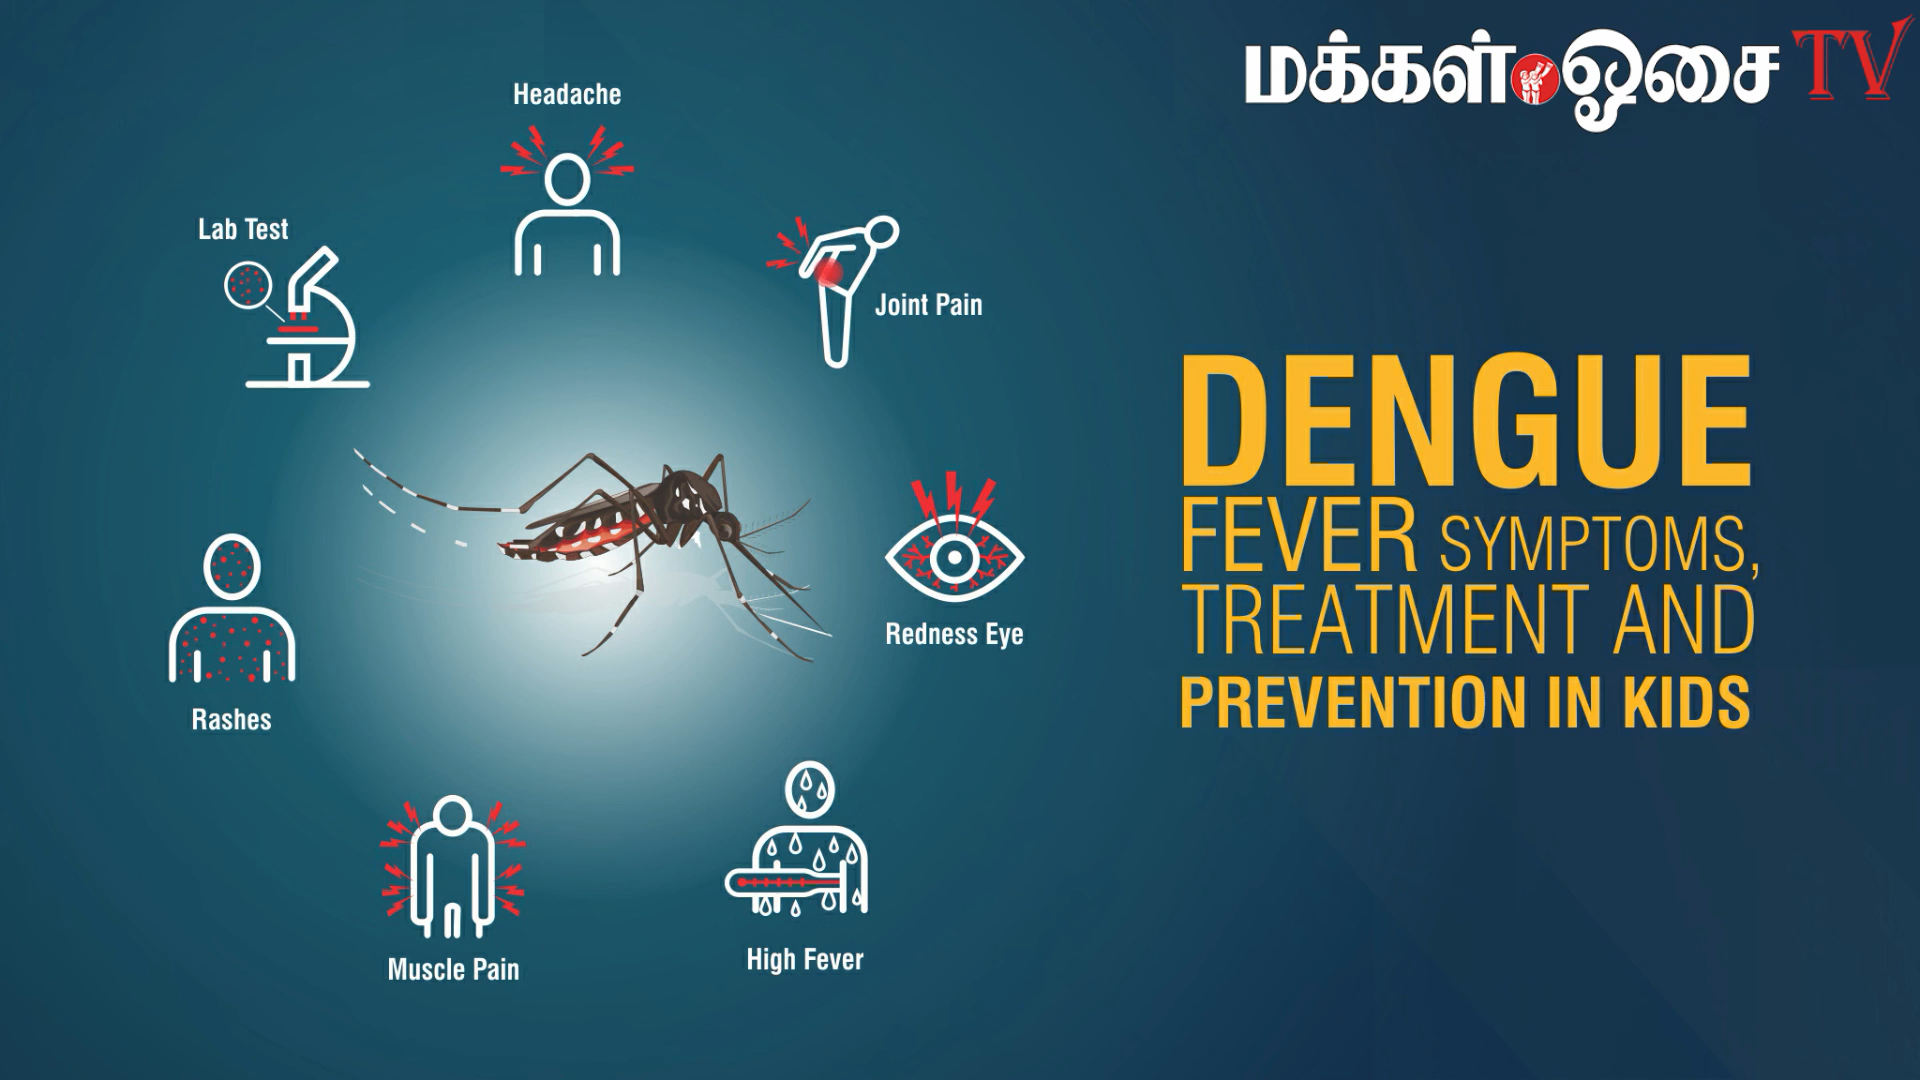 மக்கள் ஓசை TV
Headache
Lab Test
Joint Pain
DENGUE
FEVER SYMPTOMS,
TREATMENT AND
PREVENTION IN KIDS
Redness Eye
Rashes
High Fever
Muscle Pain